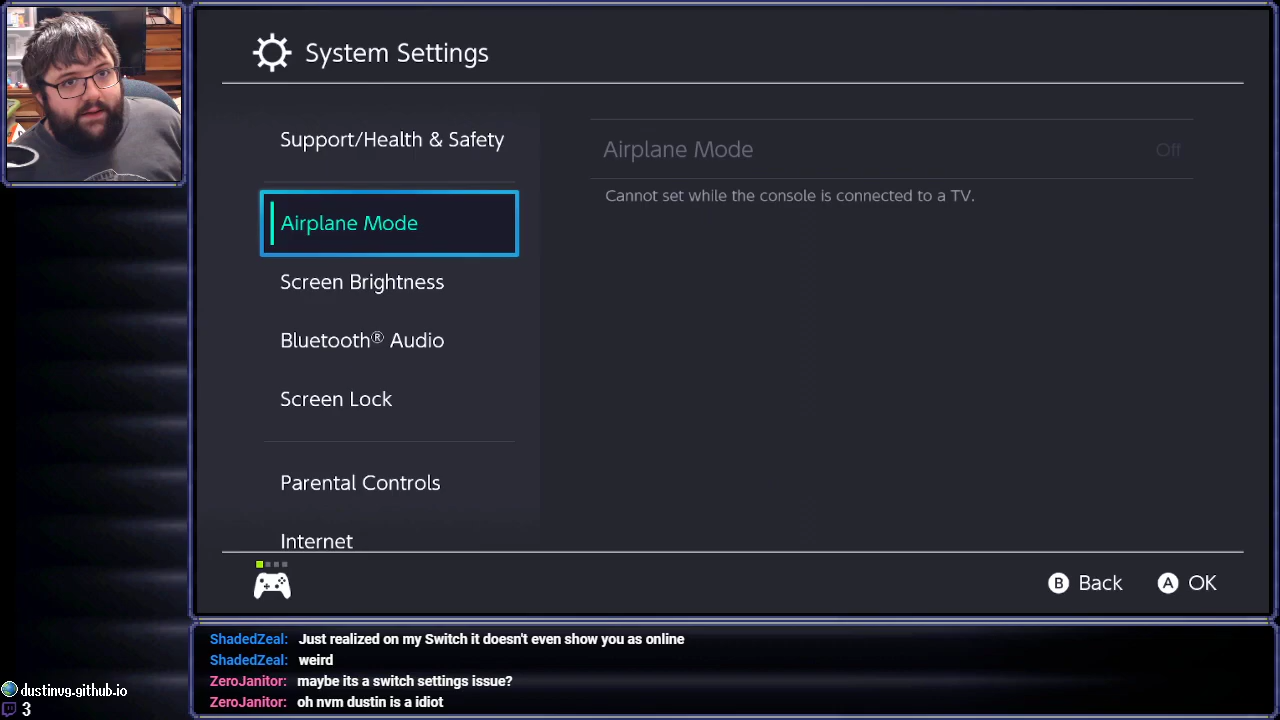 System Settings
Support/Health & Safety
Airplane Mode
Screen Brightness
Bluetooth® Audio
Screen Lock
Parental Controls
Internet
Airplane Mode Off
Cannot set while the console is connected to a TV.
B Back A OK
ShadedZeal: Just realized on my Switch it doesn't even show you as online
ShadedZeal: weird
ZeroJanitor: maybe its a switch settings issue?
ZeroJanitor: oh nvm dustin is a idiot
dustinvg.github.io
3